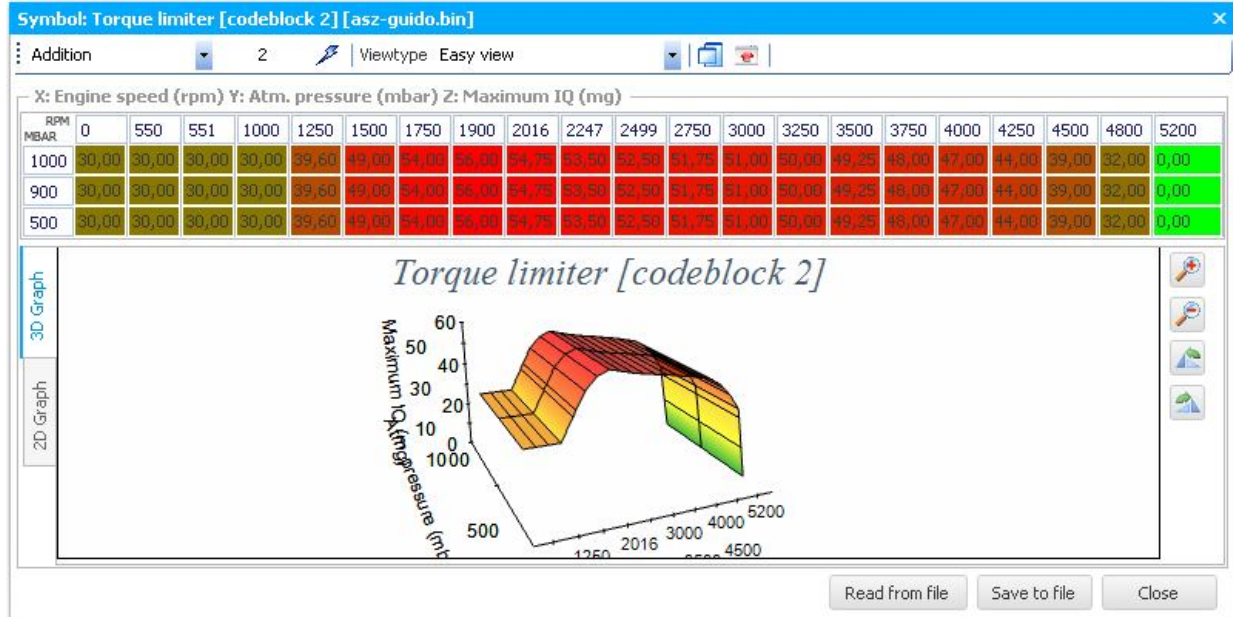 Symbol: Torque limiter [codeblock 2] [asz-guido.bin]
Addition 2 Viewtype Easy view
X: Engine speed (rpm) Y: Atm. pressure (mbar) Z: Maximum IQ (mg)
RPM
MBAR 0 550 551 1000 1250 1500 1750 1900 2016 2247 2499 2750 3000 3250 3500 3750 4000 4250 4500 4800 5200
1000 30,00 30,00 30,00 30,00 39,60 49,00 54,00 56,00 54,75 53,50 52,50 51,75 51,00 50,00 49,25 48,00 47,00 44,00 39,00 32,00 0,00
900 30,00 30,00 30,00 30,00 39,60 49,00 54,00 56,00 54,75 53,50 52,50 51,75 51,00 50,00 49,25 48,00 47,00 44,00 39,00 32,00 0,00
500 30,00 30,00 30,00 30,00 39,60 49,00 54,00 56,00 54,75 53,50 52,50 51,75 51,00 50,00 49,25 48,00 47,00 44,00 39,00 32,00 0,00
3D Graph
2D Graph
Torque limiter [codeblock 2]
Maximum IQ (mg)
60
50
40
30
20
10
0
1000
500
pressure (mb
1250 2016 3000 4000 5200
4500
Read from file Save to file Close